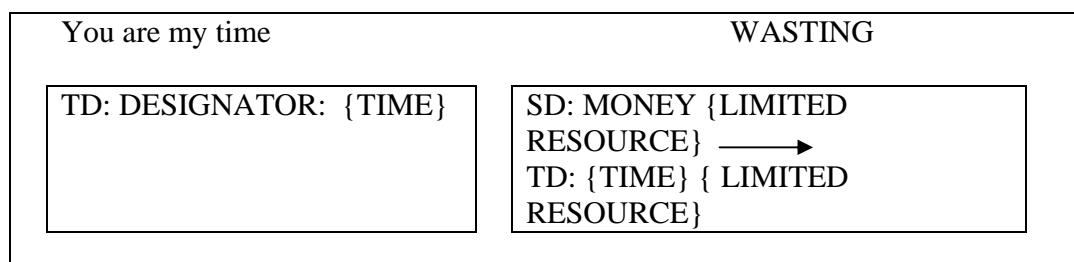 You are my time WASTING
TD: DESIGNATOR: {TIME}
SD: MONEY {LIMITED
RESOURCE}
TD: {TIME} { LIMITED
RESOURCE}